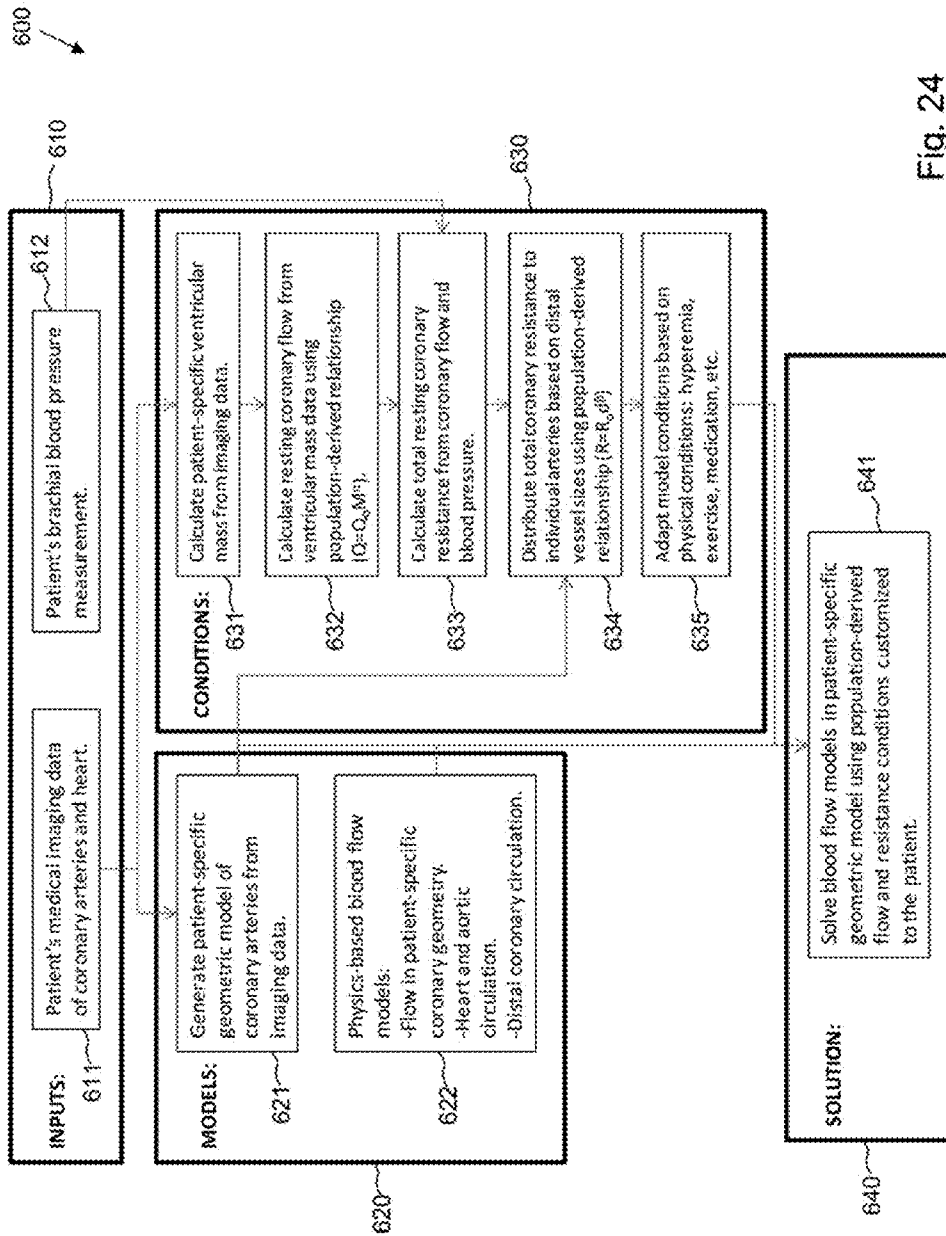 600
610
INPUTS:
611
Patient's medical imaging data
of coronary arteries and heart.
612
Patient's brachial blood pressure
measurement.
620
MODELS:
621
Generate patient-specific
geometric model of
coronary arteries from
imaging data.
622
Physics-based blood flow
models:
-Flow in patient-specific
coronary geometry.
-Heart and aortic
circulation.
-Distal coronary circulation.
630
CONDITIONS:
631
Calculate patient-specific ventricular
mass from imaging data.
632
Calculate resting coronary flow from
ventricular mass data using
population-derived relationship
(Q=Q₀Mᵅ).
633
Calculate total resting coronary
resistance from coronary flow and
blood pressure.
634
Distribute total coronary resistance to
individual arteries based on distal
vessel sizes using population-derived
relationship (R=R₀dᵝ).
635
Adapt model conditions based on
physical conditions: hyperemia,
exercise, medication, etc.
640
SOLUTION:
641
Solve blood flow models in patient-specific
geometric model using population-derived
flow and resistance conditions customized
to the patient.
Fig. 24